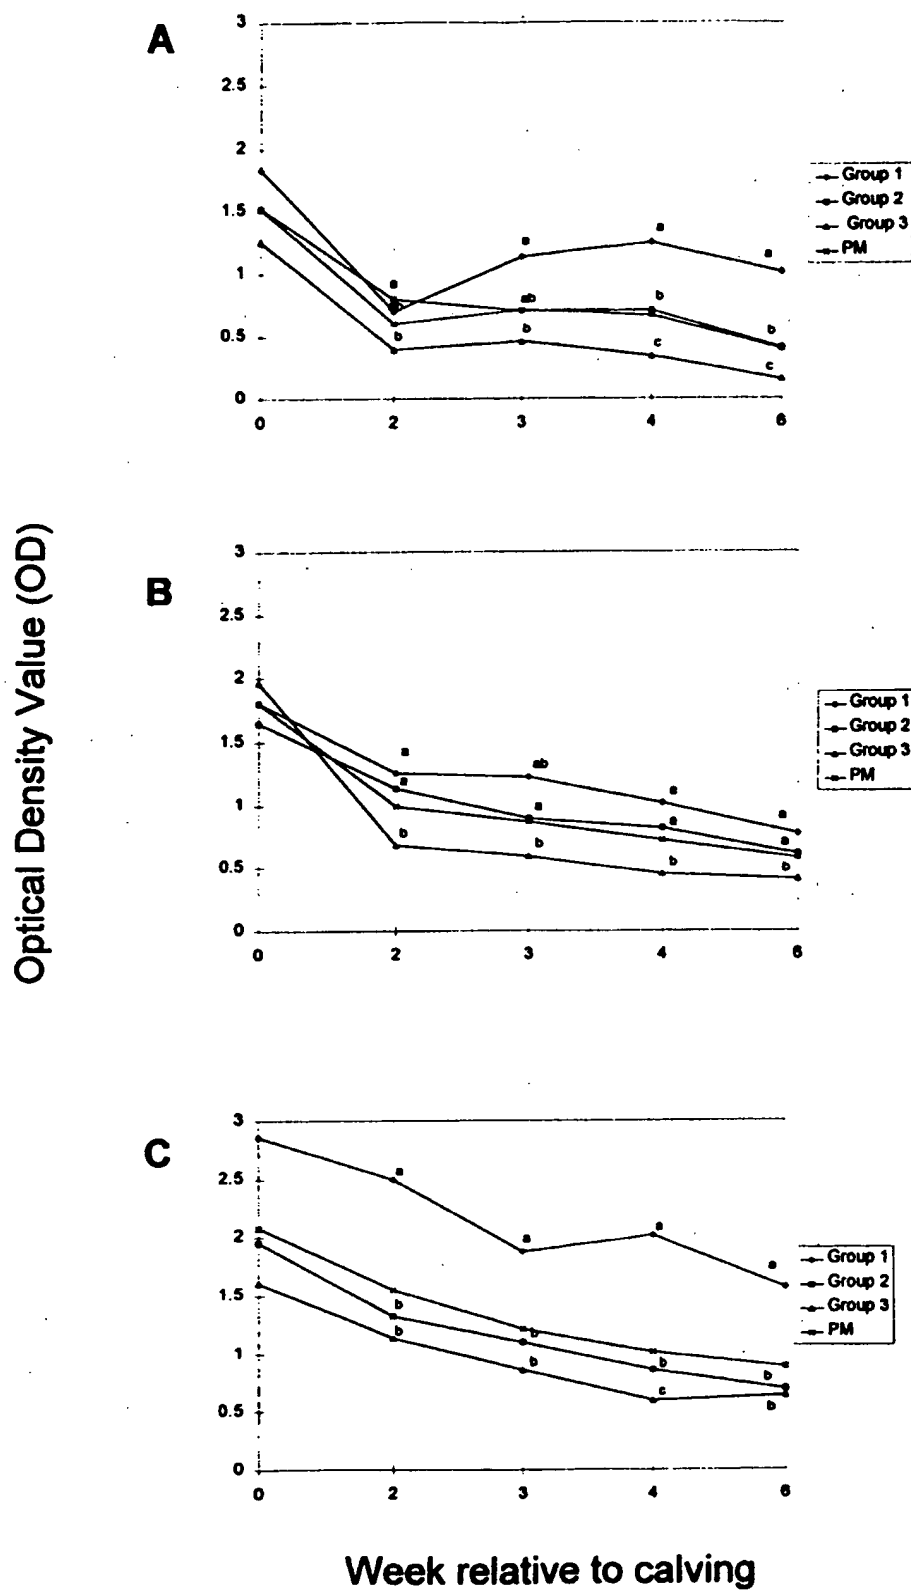 Optical Density Value (OD)
A
3
2.5
2
1.5
1
0.5
0
0 2 3 4 6
a b
a ab b
a b c
a b c
Group 1
Group 2
Group 3
PM
B
3
2.5
2
1.5
1
0.5
0
0 2 3 4 6
a a b
ab a b
a a b
a a b
Group 1
Group 2
Group 3
PM
C
3
2.5
2
1.5
1
0.5
0
0 2 3 4 6
a b b
a b b
a b c
a b b
Group 1
Group 2
Group 3
PM
Week relative to calving